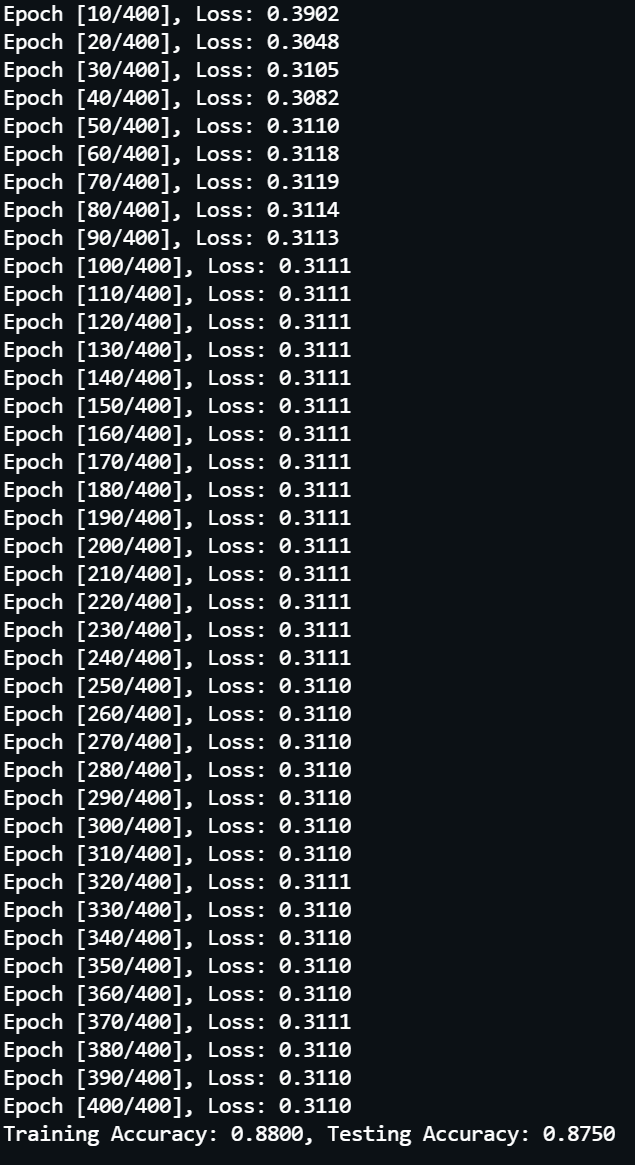 Epoch [10/400], Loss: 0.3902
Epoch [20/400], Loss: 0.3048
Epoch [30/400], Loss: 0.3105
Epoch [40/400], Loss: 0.3082
Epoch [50/400], Loss: 0.3110
Epoch [60/400], Loss: 0.3118
Epoch [70/400], Loss: 0.3119
Epoch [80/400], Loss: 0.3114
Epoch [90/400], Loss: 0.3113
Epoch [100/400], Loss: 0.3111
Epoch [110/400], Loss: 0.3111
Epoch [120/400], Loss: 0.3111
Epoch [130/400], Loss: 0.3111
Epoch [140/400], Loss: 0.3111
Epoch [150/400], Loss: 0.3111
Epoch [160/400], Loss: 0.3111
Epoch [170/400], Loss: 0.3111
Epoch [180/400], Loss: 0.3111
Epoch [190/400], Loss: 0.3111
Epoch [200/400], Loss: 0.3111
Epoch [210/400], Loss: 0.3111
Epoch [220/400], Loss: 0.3111
Epoch [230/400], Loss: 0.3111
Epoch [240/400], Loss: 0.3111
Epoch [250/400], Loss: 0.3110
Epoch [260/400], Loss: 0.3110
Epoch [270/400], Loss: 0.3110
Epoch [280/400], Loss: 0.3110
Epoch [290/400], Loss: 0.3110
Epoch [300/400], Loss: 0.3110
Epoch [310/400], Loss: 0.3110
Epoch [320/400], Loss: 0.3111
Epoch [330/400], Loss: 0.3110
Epoch [340/400], Loss: 0.3110
Epoch [350/400], Loss: 0.3110
Epoch [360/400], Loss: 0.3110
Epoch [370/400], Loss: 0.3111
Epoch [380/400], Loss: 0.3110
Epoch [390/400], Loss: 0.3110
Epoch [400/400], Loss: 0.3110
Training Accuracy: 0.8800, Testing Accuracy: 0.8750